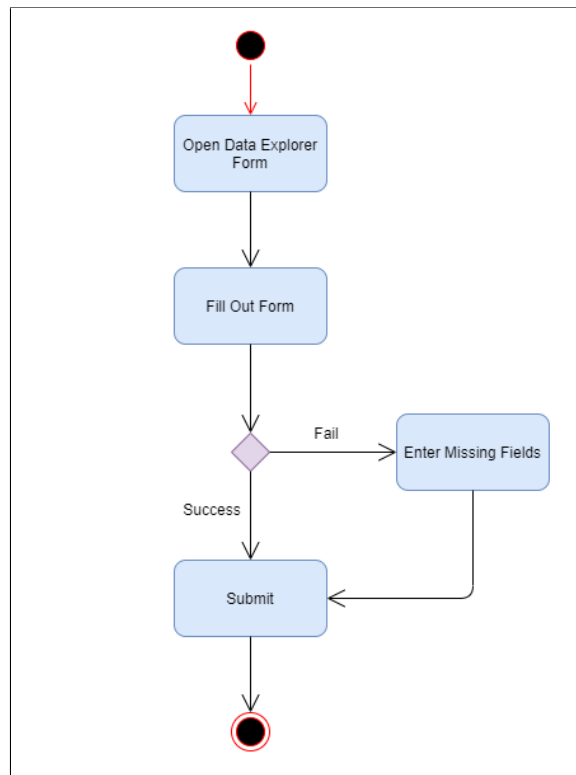 Open Data Explorer
Form
Fill Out Form
Fail
Enter Missing Fields
Success
Submit